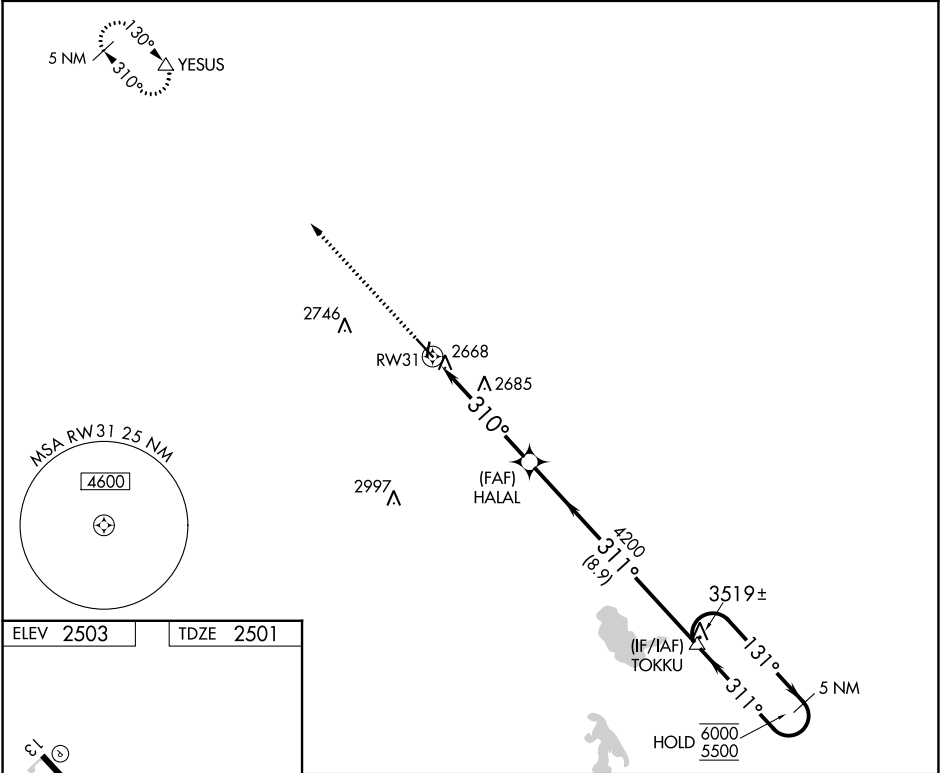 130°
5 NM
310°
YESUS
2746
RW31
2668
2685
310°
MSA RW31 25 NM
4600
2997
(FAF)
HALAL
4200
311°
(8.9)
3519±
(IF/IAF)
TOKKU
131°
311°
5 NM
HOLD 6000
5500
ELEV 2503
TDZE 2501
13
P